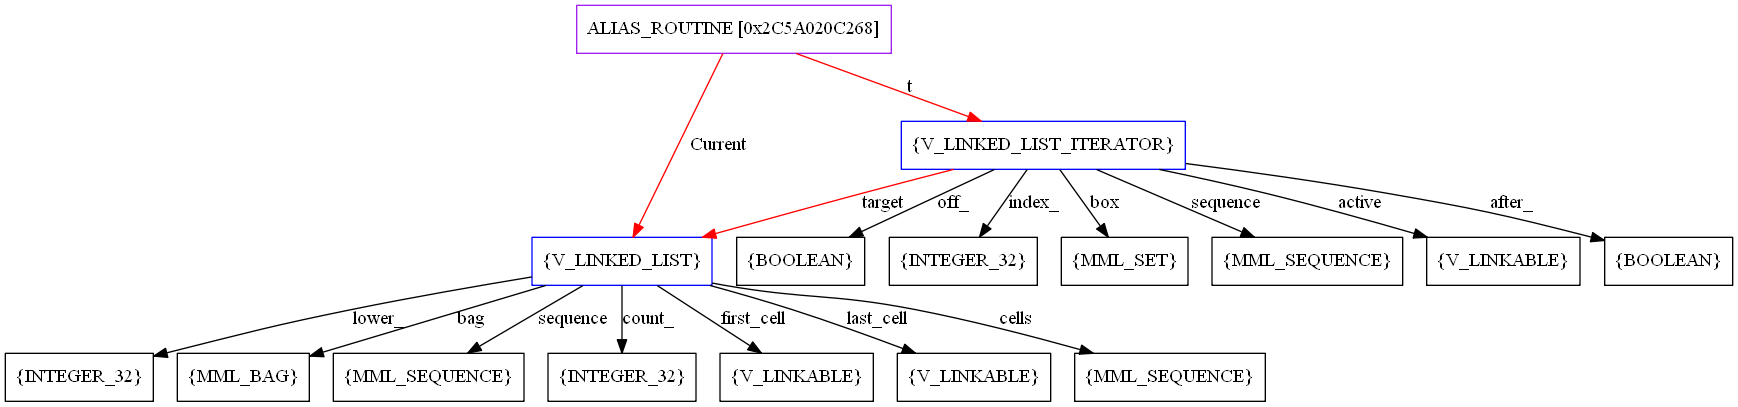 ALIAS_ROUTINE [0x2C5A020C268]
t
Current
{V_LINKED_LIST_ITERATOR}
target
off_
index_
box
sequence
active
after_
{V_LINKED_LIST}
{BOOLEAN}
{INTEGER_32}
{MML_SET}
{MML_SEQUENCE}
{V_LINKABLE}
{BOOLEAN}
lower_
bag
sequence
count_
first_cell
last_cell
cells
{INTEGER_32}
{MML_BAG}
{MML_SEQUENCE}
{INTEGER_32}
{V_LINKABLE}
{V_LINKABLE}
{MML_SEQUENCE}